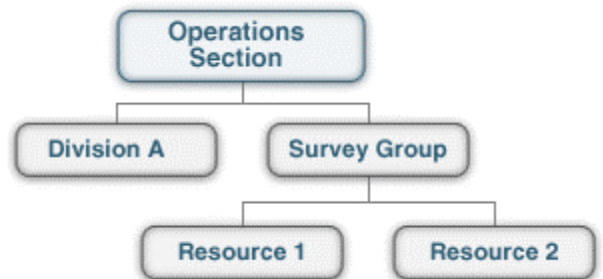 Operations
Section
Division A
Survey Group
Resource 1
Resource 2